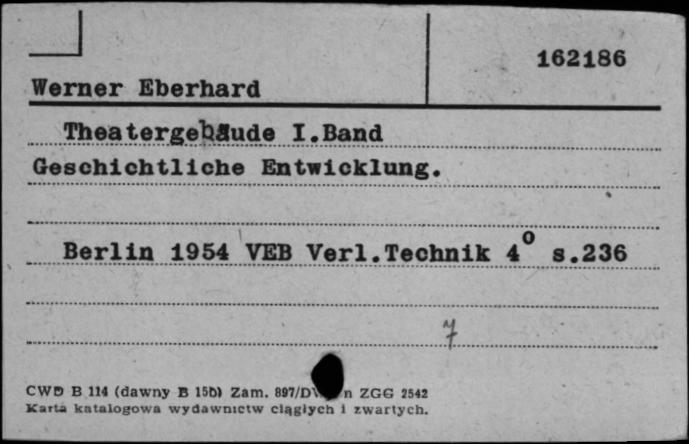 162186
Werner Eberhard
Theatergebäude I.Band
Geschichtliche Entwicklung.
Berlin 1954 VEB Verl.Technik 4° s.236
7
CWD B 114 (dawny B 15b) Zam. 897/D n ZGG 2542
Karta katalogowa wydawnictw ciągłych i zwartych.